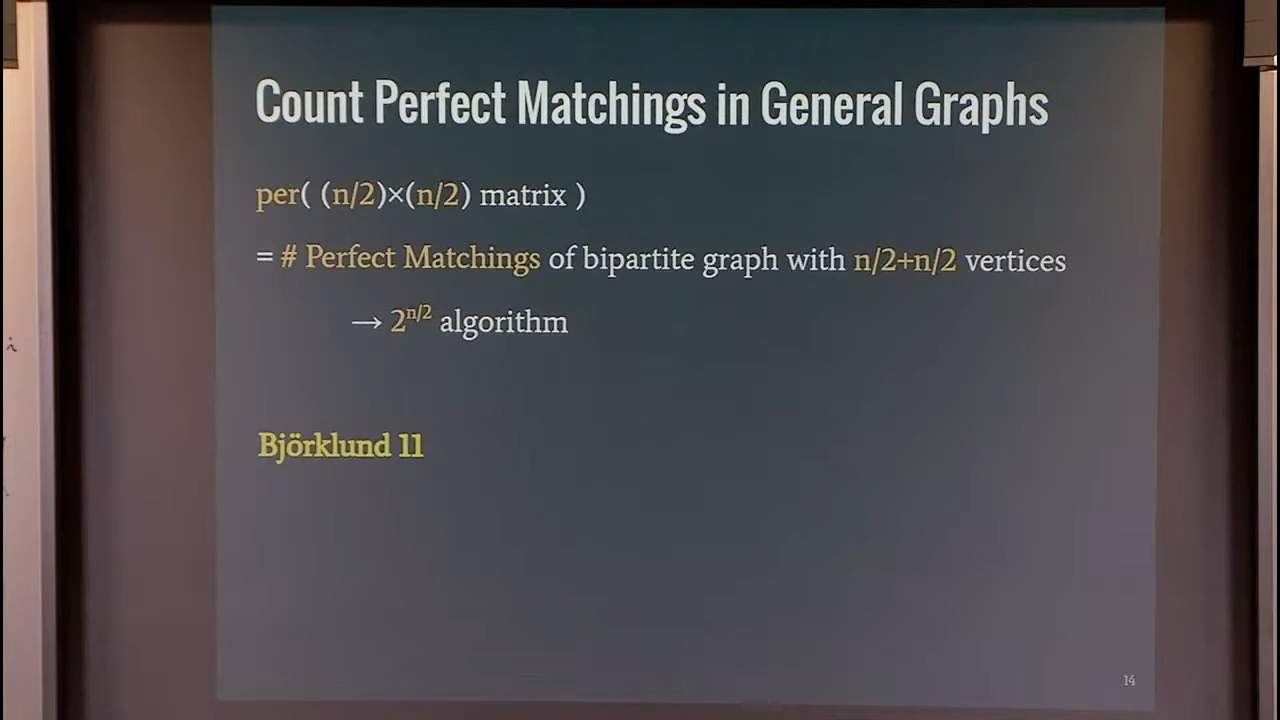 Count Perfect Matchings in General Graphs
per( (n/2)×(n/2) matrix )
= # Perfect Matchings of bipartite graph with n/2+n/2 vertices
→ 2^{n/2} algorithm
Björklund 11
14